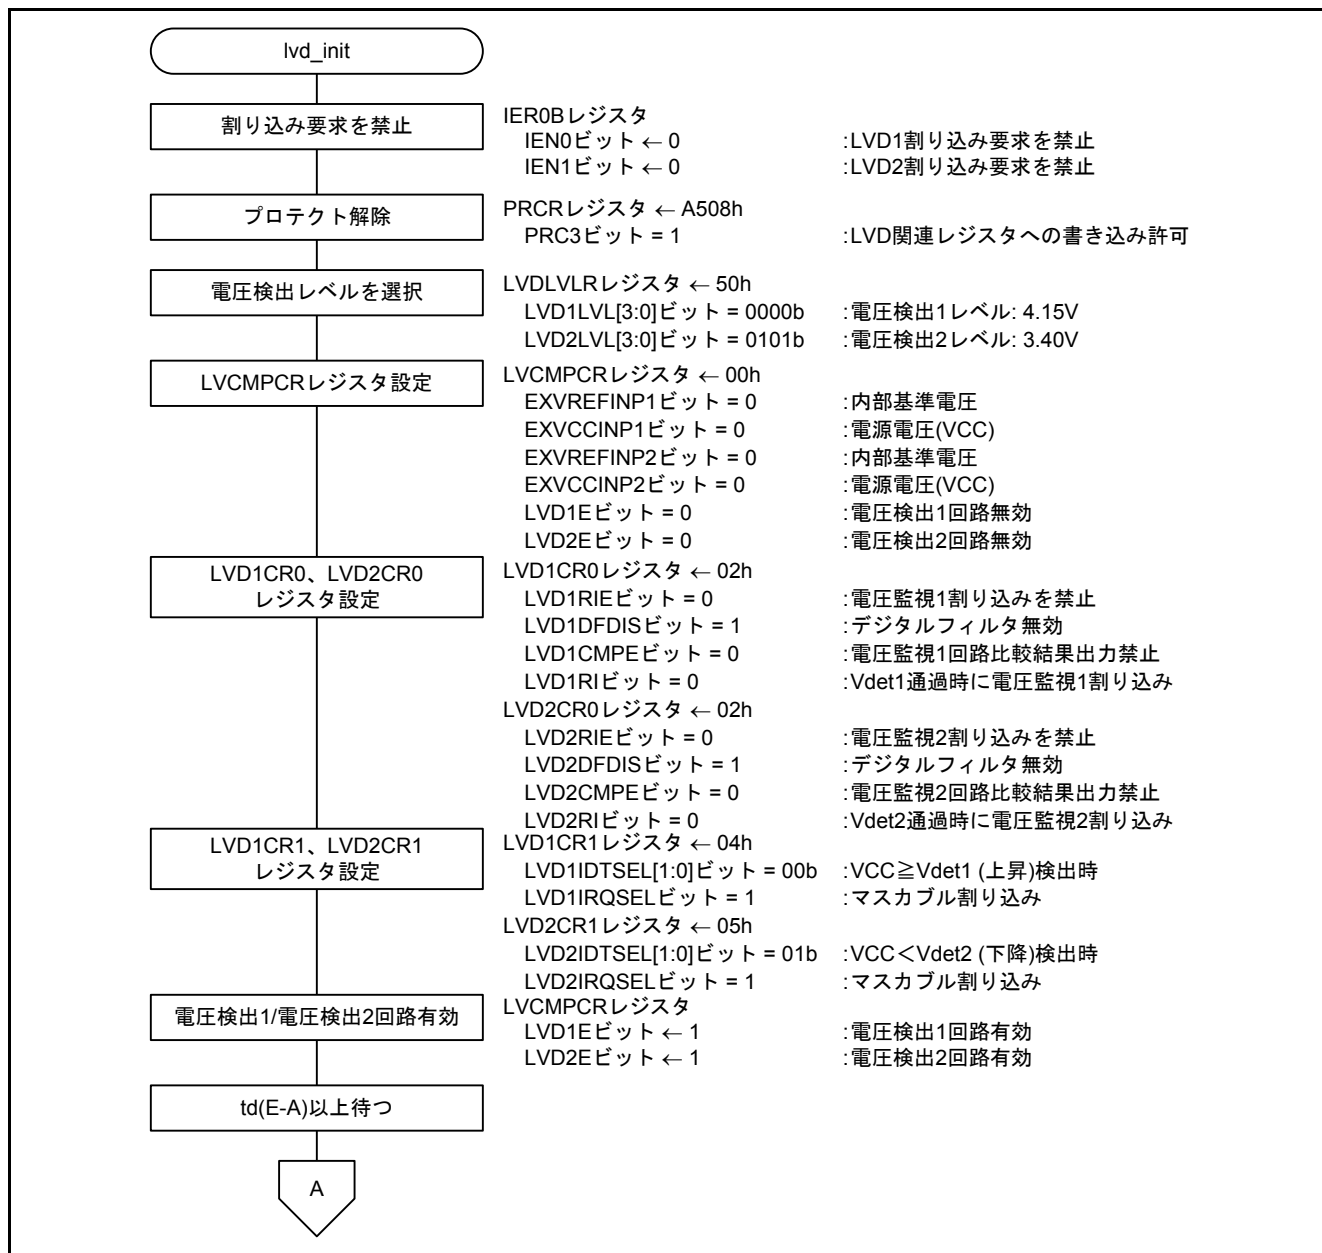 lvd_init
割り込み要求を禁止
IER0Bレジスタ
IEN0ビット ← 0 :LVD1割り込み要求を禁止
IEN1ビット ← 0 :LVD2割り込み要求を禁止
プロテクト解除
PRCRレジスタ ← A508h
PRC3ビット = 1 :LVD関連レジスタへの書き込み許可
電圧検出レベルを選択
LVDLVLRレジスタ ← 50h
LVD1LVL[3:0]ビット = 0000b :電圧検出1レベル: 4.15V
LVD2LVL[3:0]ビット = 0101b :電圧検出2レベル: 3.40V
LVCMPCRレジスタ設定
LVCMPCRレジスタ ← 00h
EXVREFINP1ビット = 0 :内部基準電圧
EXVCCINP1ビット = 0 :電源電圧(VCC)
EXVREFINP2ビット = 0 :内部基準電圧
EXVCCINP2ビット = 0 :電源電圧(VCC)
LVD1Eビット = 0 :電圧検出1回路無効
LVD2Eビット = 0 :電圧検出2回路無効
LVD1CR0、LVD2CR0
レジスタ設定
LVD1CR0レジスタ ← 02h
LVD1RIEビット = 0 :電圧監視1割り込みを禁止
LVD1DFDISビット = 1 :デジタルフィルタ無効
LVD1CMPEビット = 0 :電圧監視1回路比較結果出力禁止
LVD1RIビット = 0 :Vdet1通過時に電圧監視1割り込み
LVD2CR0レジスタ ← 02h
LVD2RIEビット = 0 :電圧監視2割り込みを禁止
LVD2DFDISビット = 1 :デジタルフィルタ無効
LVD2CMPEビット = 0 :電圧監視2回路比較結果出力禁止
LVD2RIビット = 0 :Vdet2通過時に電圧監視2割り込み
LVD1CR1、LVD2CR1
レジスタ設定
LVD1CR1レジスタ ← 04h
LVD1IDTSEL[1:0]ビット = 00b :VCC≧Vdet1 (上昇)検出時
LVD1IRQSELビット = 1 :マスカブル割り込み
LVD2CR1レジスタ ← 05h
LVD2IDTSEL[1:0]ビット = 01b :VCC＜Vdet2 (下降)検出時
LVD2IRQSELビット = 1 :マスカブル割り込み
電圧検出1/電圧検出2回路有効
LVCMPCRレジスタ
LVD1Eビット ← 1 :電圧検出1回路有効
LVD2Eビット ← 1 :電圧検出2回路有効
td(E-A)以上待つ
A